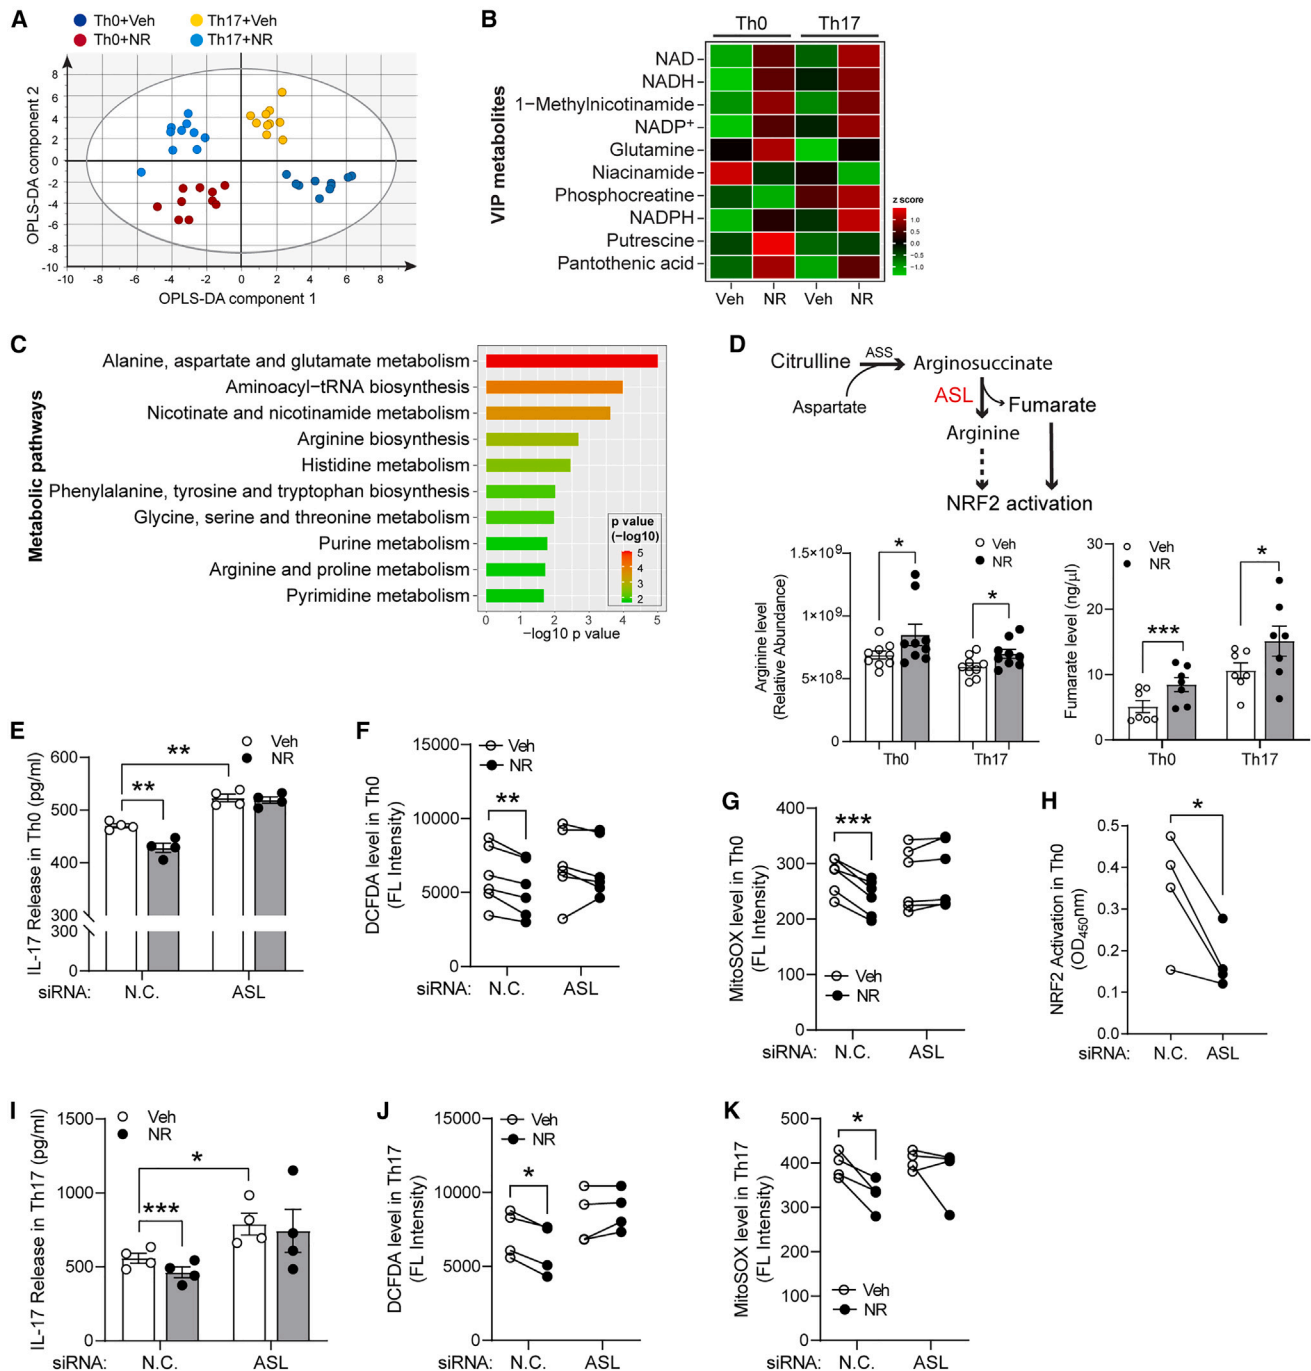 A
Th0+Veh
Th17+Veh
Th0+NR
Th17+NR
OPLS-DA component 2
8
6
4
2
0
-2
-4
-6
-8
-10
-10
-8
-6
-4
-2
0
2
4
6
8
OPLS-DA component 1
B
Th0
Th17
VIP metabolites
NAD
NADH
1−Methylnicotinamide
NADP+
Glutamine
Niacinamide
Phosphocreatine
NADPH
Putrescine
Pantothenic acid
Veh
NR
Veh
NR
z score
1.0
0.5
0.0
−0.5
−1.0
C
Metabolic pathways
Alanine, aspartate and glutamate metabolism
Aminoacyl−tRNA biosynthesis
Nicotinate and nicotinamide metabolism
Arginine biosynthesis
Histidine metabolism
Phenylalanine, tyrosine and tryptophan biosynthesis
Glycine, serine and threonine metabolism
Purine metabolism
Arginine and proline metabolism
Pyrimidine metabolism
p value
(−log10)
5
4
3
2
0
1
2
3
4
5
−log10 p value
D
Citrulline
ASS
Arginosuccinate
Aspartate
ASL
Fumarate
Arginine
NRF2 activation
Arginine level
(Relative Abundance)
1.5×10⁹
1×10⁹
5×10⁸
0
*
*
Veh
NR
Th0
Th17
Fumarate level (ng/µl)
30
20
10
0
Veh
NR
***
*
Th0
Th17
E
IL-17 Release in Th0 (pg/ml)
600
500
400
300
300
0
**
**
Veh
NR
siRNA:
N.C.
ASL
F
DCFDA level in Th0
(FL Intensity)
15000
10000
5000
0
Veh
NR
**
siRNA:
N.C.
ASL
G
MitoSOX level in Th0
(FL Intensity)
400
300
200
100
0
***
Veh
NR
siRNA:
N.C.
ASL
H
NRF2 Activation in Th0
(OD450nm)
0.5
0.4
0.3
0.2
0.1
0.0
*
siRNA:
N.C.
ASL
I
IL-17 Release in Th17 (pg/ml)
1500
1000
500
0
Veh
NR
*
***
siRNA:
N.C.
ASL
J
DCFDA level in Th17
(FL Intensity)
15000
10000
5000
0
Veh
NR
*
siRNA:
N.C.
ASL
K
MitoSOX level in Th17
(FL Intensity)
500
400
300
200
100
0
*
Veh
NR
siRNA:
N.C.
ASL